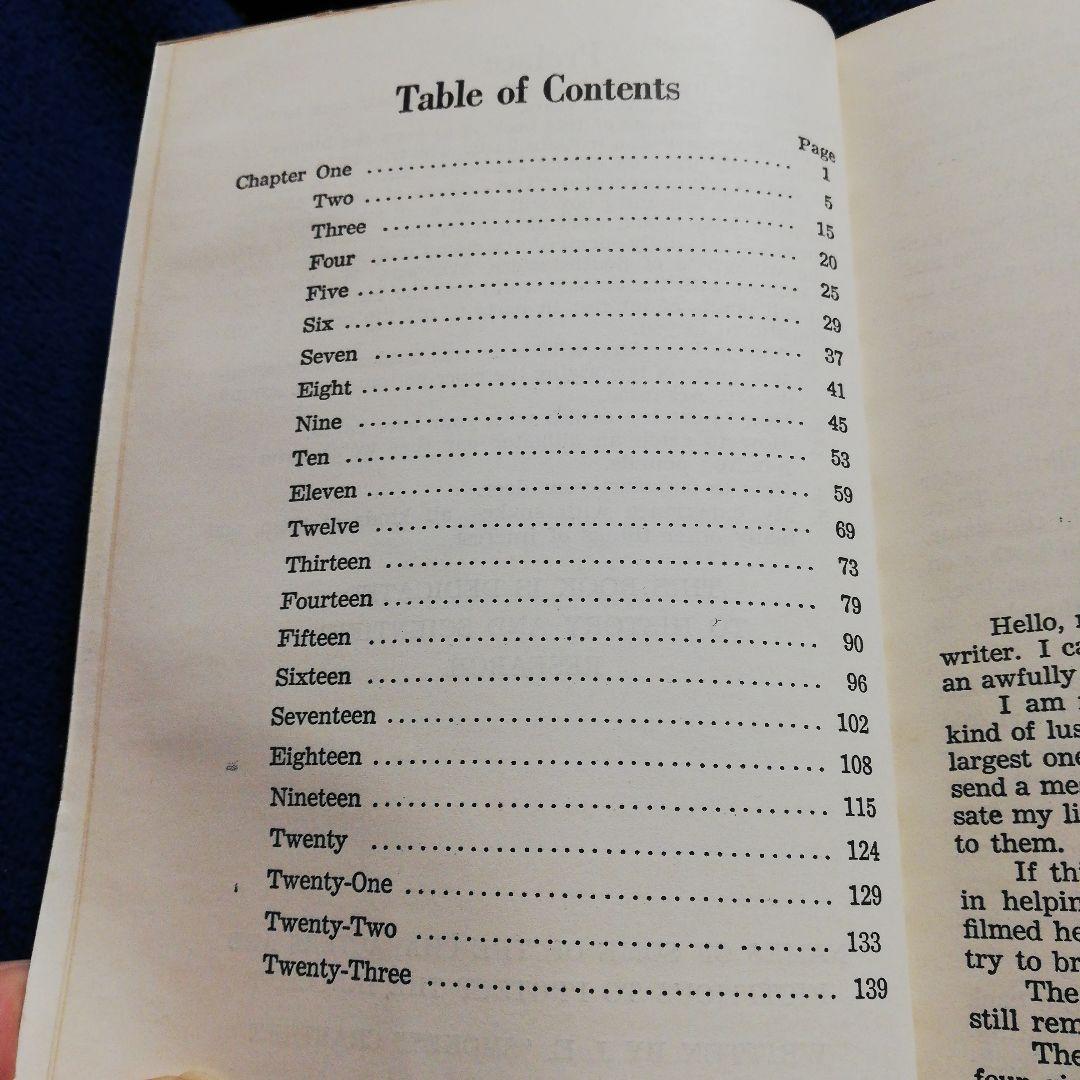 Table of Contents
Page
Chapter One 1
Two 5
Three 15
Four 20
Five 25
Six 29
Seven 37
Eight 41
Nine 45
Ten 53
Eleven 59
Twelve 69
Thirteen 73
Fourteen 79
Fifteen 90
Sixteen 96
Seventeen 102
Eighteen 108
Nineteen 115
Twenty 124
Twenty-One 129
Twenty-Two 133
Twenty-Three 139
Hello,
writer. I
an awfully
I am
kind of
largest
send a
sate my
to them.
If
in
filmed
try to
The
still